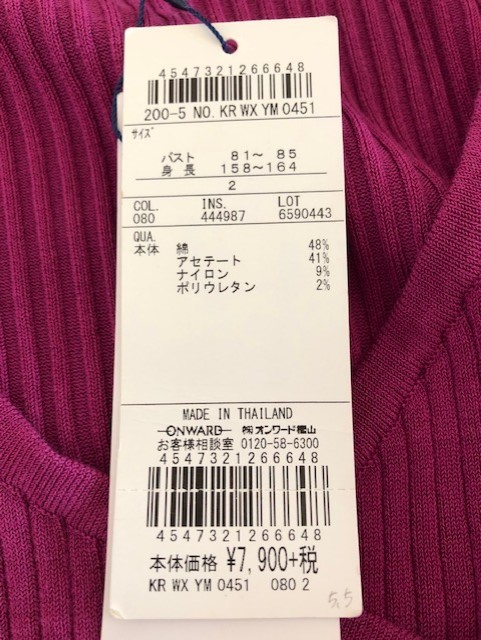 4547321266648
200-5 NO. KR WX YM 0451
サイズ
バスト 81～ 85
身長 158～164
2
COL. INS. LOT
080 444987 6590443
QUA.
本体 綿 48%
アセテート 41%
ナイロン 9%
ポリウレタン 2%
MADE IN THAILAND
ONWARD ㈱オンワード樫山
お客様相談室 0120-58-6300
4547321266648
4547321266648
本体価格 ¥7,900+税
KR WX YM 0451 080 2
5,5